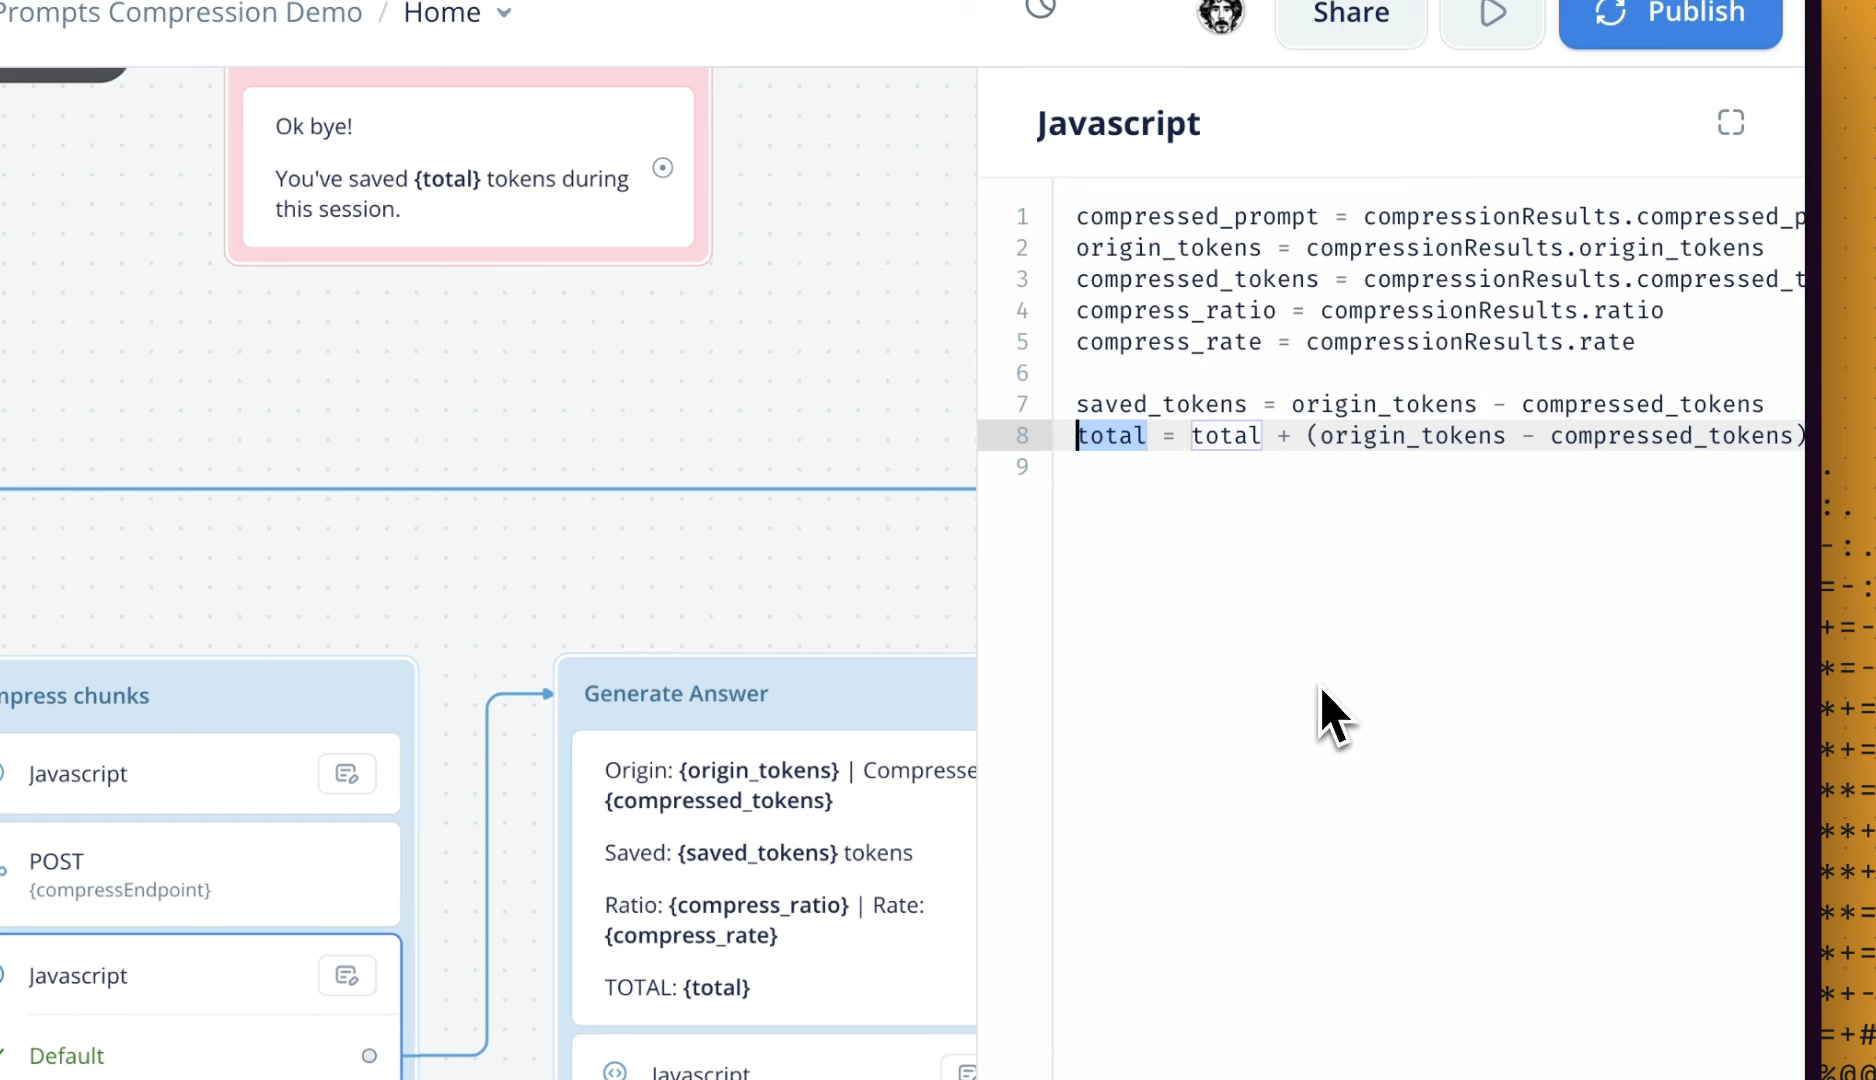 Prompts Compression Demo / Home
Share
Publish
Ok bye!
You've saved {total} tokens during
this session.
Javascript
1 compressed_prompt = compressionResults.compressed_p
2 origin_tokens = compressionResults.origin_tokens
3 compressed_tokens = compressionResults.compressed_t
4 compress_ratio = compressionResults.ratio
5 compress_rate = compressionResults.rate
6
7 saved_tokens = origin_tokens - compressed_tokens
8 total = total + (origin_tokens - compressed_tokens)
9
mpress chunks
Javascript
POST
{compressEndpoint}
Javascript
Default
Generate Answer
Origin: {origin_tokens} | Compresse
{compressed_tokens}
Saved: {saved_tokens} tokens
Ratio: {compress_ratio} | Rate:
{compress_rate}
TOTAL: {total}
Javascript